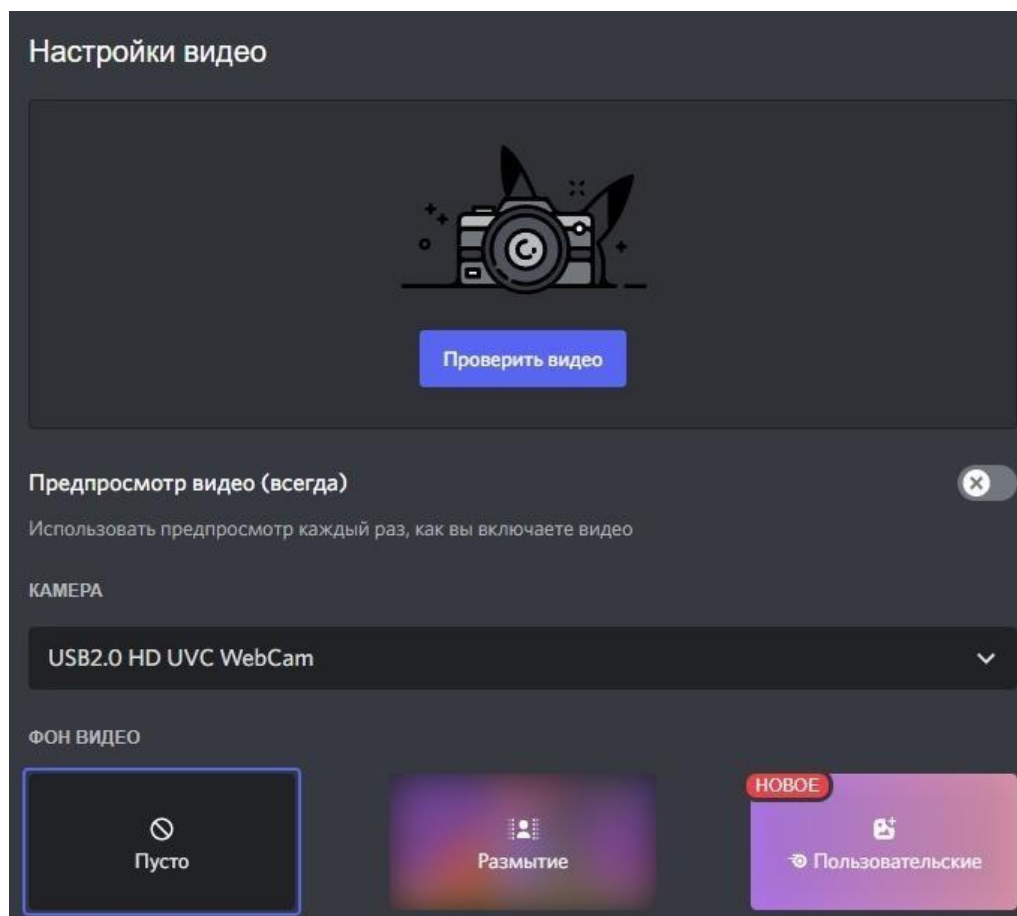 Настройки видео
Проверить видео
Предпросмотр видео (всегда)
Использовать предпросмотр каждый раз, как вы включаете видео
КАМЕРА
USB2.0 HD UVC WebCam
ФОН ВИДЕО
Пусто
Размытие
НОВОЕ
Пользовательские